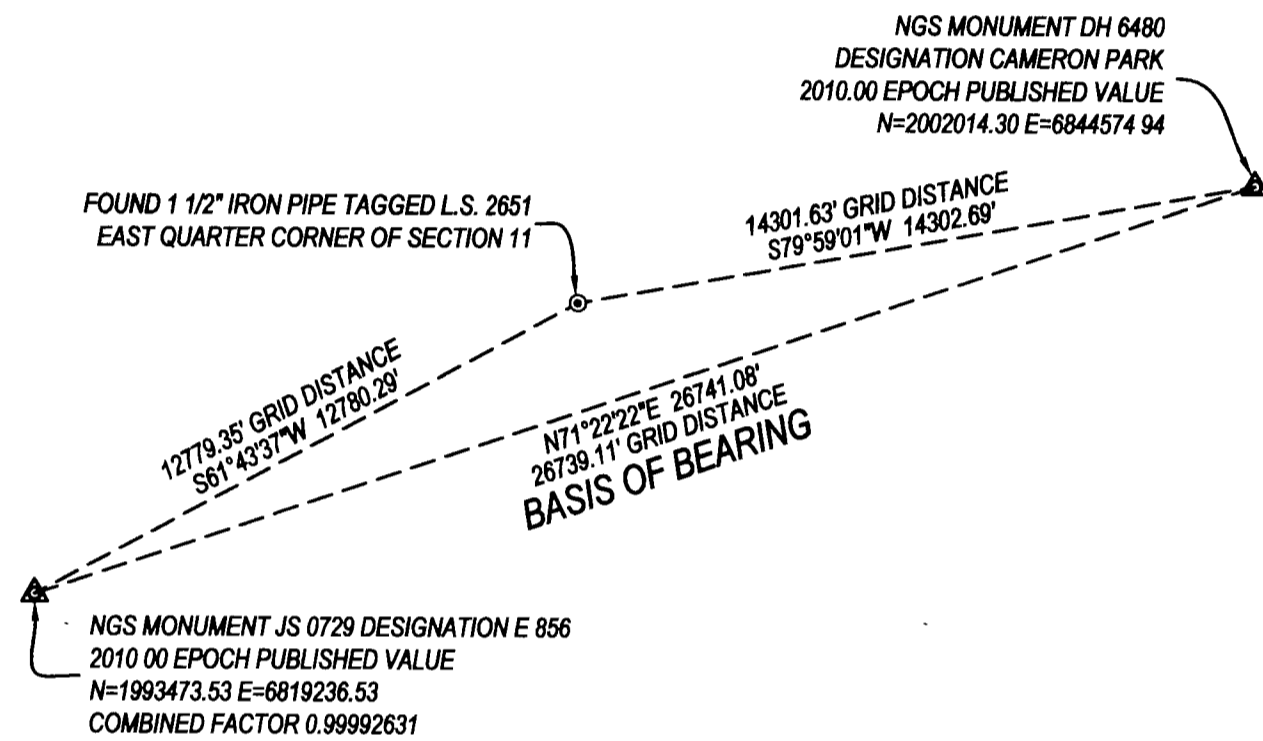 NGS MONUMENT DH 6480
DESIGNATION CAMERON PARK
2010.00 EPOCH PUBLISHED VALUE
N=2002014.30 E=6844574 94
FOUND 1 1/2" IRON PIPE TAGGED L.S. 2651
EAST QUARTER CORNER OF SECTION 11
14301.63' GRID DISTANCE
S79°59'01"W 14302.69'
12779.35' GRID DISTANCE
S61°43'37"W 12780.29'
N71°22'22"E 26741.08'
26739.11' GRID DISTANCE
BASIS OF BEARING
NGS MONUMENT JS 0729 DESIGNATION E 856
2010 00 EPOCH PUBLISHED VALUE
N=1993473.53 E=6819236.53
COMBINED FACTOR 0.99992631